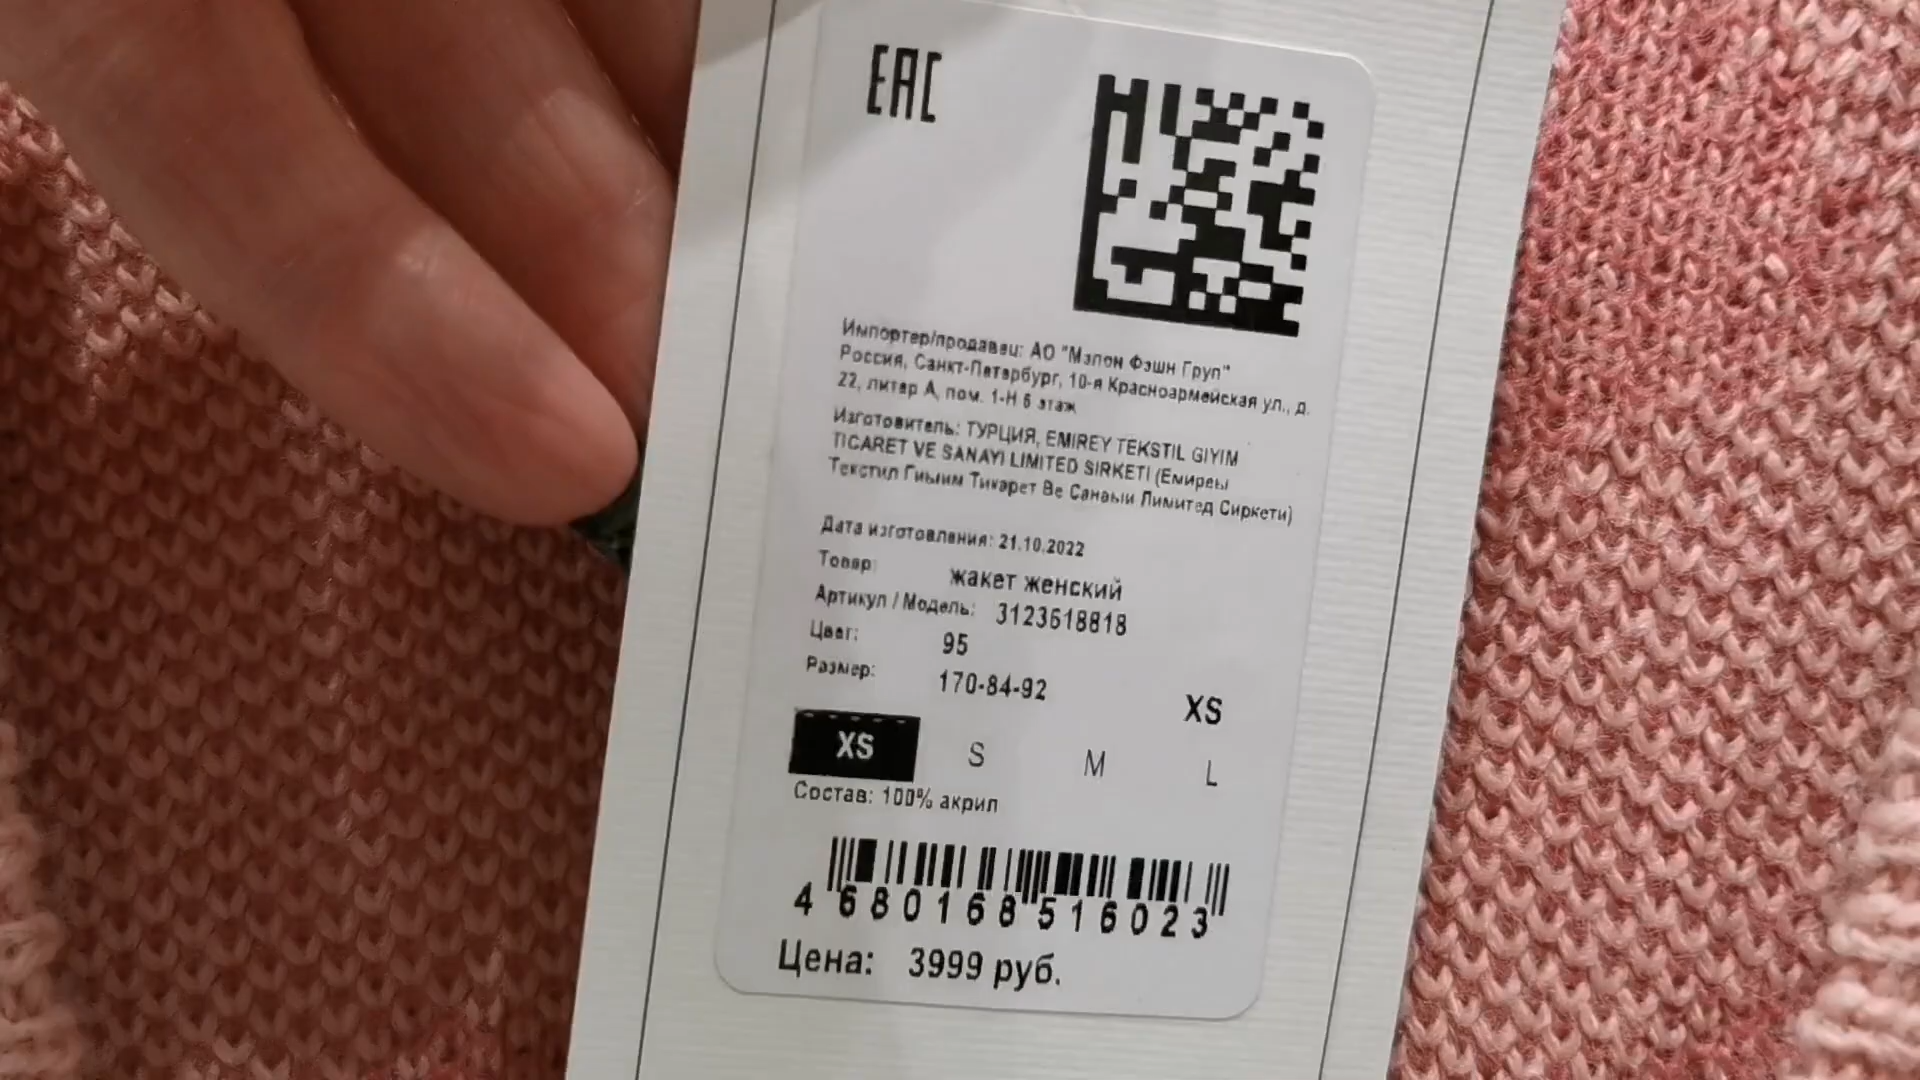 EAC
Импортер/продавец: АО "Мэлон Фэшн Груп"
Россия, Санкт-Петербург, 10-я Красноармейская ул., д.
22, литер А, пом. 1-Н 6 этаж
Изготовитель: ТУРЦИЯ, EMIREY TEKSTIL GIYIM
TICARET VE SANAYI LIMITED SIRKETI (Емиреы
Текстил Гиыим Тикарет Ве Санаыи Лимитед Сиркети)
Дата изготовления: 21.10.2022
Товар: жакет женский
Артикул / Модель: 3123618818
Цвет: 95
Размер: 170-84-92
XS
XS S M L
Состав: 100% акрил
4 680168 516023
Цена: 3999 руб.